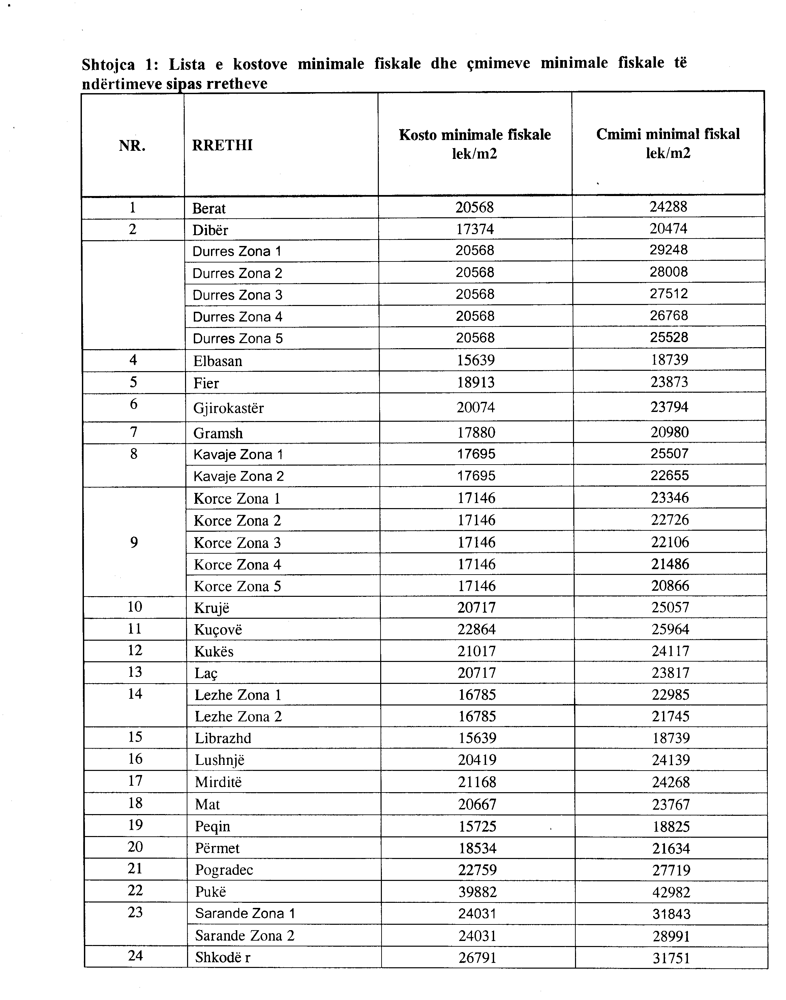 Shtojca 1: Lista e kostove minimale fiskale dhe çmimeve minimale fiskale të
ndërtimeve sipas rretheve
NR. RRETHI Kosto minimale fiskale lek/m2 Cmimi minimal fiskal lek/m2
1 Berat 20568 24288
2 Dibër 17374 20474
Durres Zona 1 20568 29248
Durres Zona 2 20568 28008
Durres Zona 3 20568 27512
Durres Zona 4 20568 26768
Durres Zona 5 20568 25528
4 Elbasan 15639 18739
5 Fier 18913 23873
6 Gjirokastër 20074 23794
7 Gramsh 17880 20980
8 Kavaje Zona 1 17695 25507
Kavaje Zona 2 17695 22655
Korce Zona 1 17146 23346
Korce Zona 2 17146 22726
9 Korce Zona 3 17146 22106
Korce Zona 4 17146 21486
Korce Zona 5 17146 20866
10 Krujë 20717 25057
11 Kuçovë 22864 25964
12 Kukës 21017 24117
13 Laç 20717 23817
14 Lezhe Zona 1 16785 22985
Lezhe Zona 2 16785 21745
15 Librazhd 15639 18739
16 Lushnjë 20419 24139
17 Mirditë 21168 24268
18 Mat 20667 23767
19 Peqin 15725 18825
20 Përmet 18534 21634
21 Pogradec 22759 27719
22 Pukë 39882 42982
23 Sarande Zona 1 24031 31843
Sarande Zona 2 24031 28991
24 Shkodë r 26791 31751